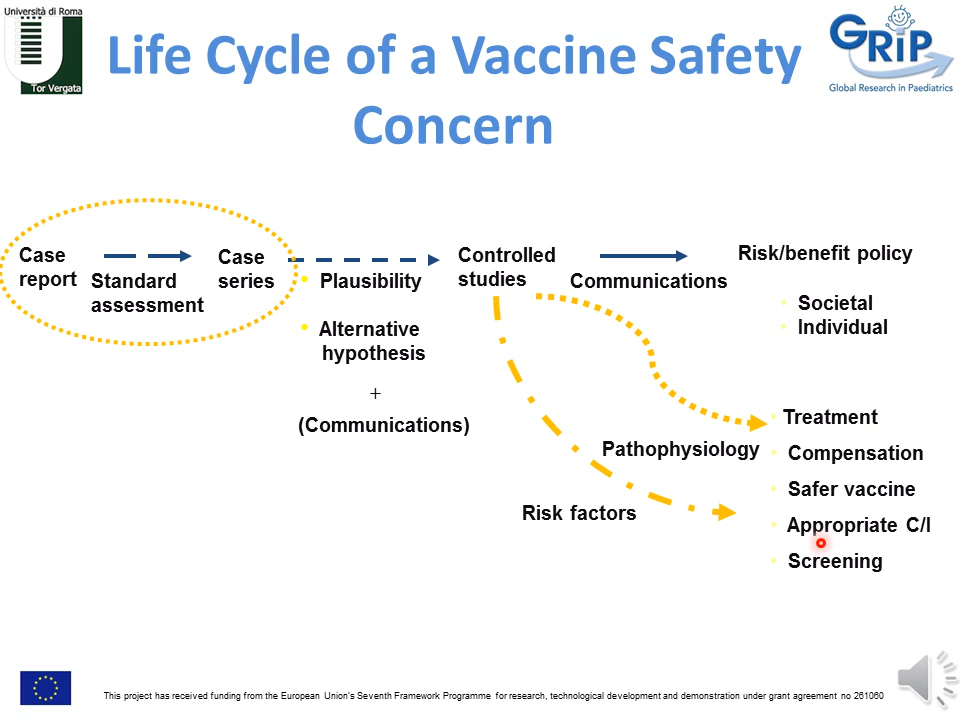 Università di Roma
Tor Vergata
GRiP
Global Research in Paediatrics
Life Cycle of a Vaccine Safety
Concern
Case
report
Standard
assessment
Case
series
• Plausibility
• Alternative
hypothesis
+
(Communications)
Controlled
studies
Communications
Risk/benefit policy
• Societal
• Individual
Pathophysiology
Risk factors
• Treatment
• Compensation
• Safer vaccine
• Appropriate C/I
• Screening
This project has received funding from the European Union's Seventh Framework Programme for research, technological development and demonstration under grant agreement no 261060